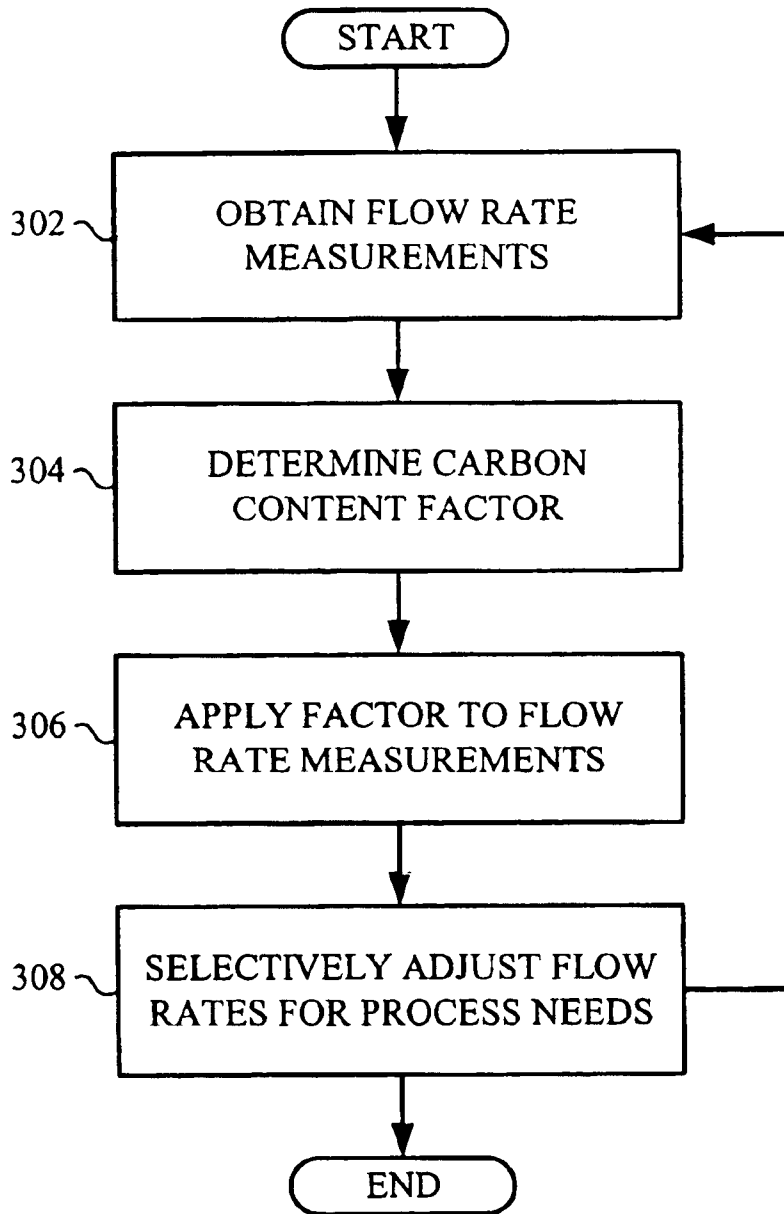 START
302
OBTAIN FLOW RATE
MEASUREMENTS
304
DETERMINE CARBON
CONTENT FACTOR
306
APPLY FACTOR TO FLOW
RATE MEASUREMENTS
308
SELECTIVELY ADJUST FLOW
RATES FOR PROCESS NEEDS
END